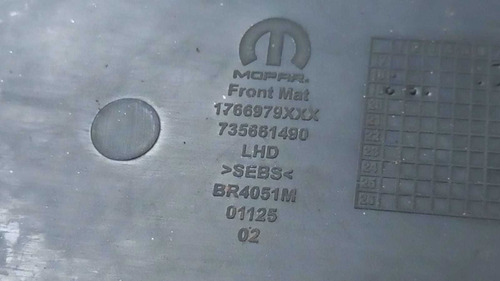 MOPAR.
Front Mat
1766979XXX
735661490
LHD
>SEBS<
BR4051M
01125
02